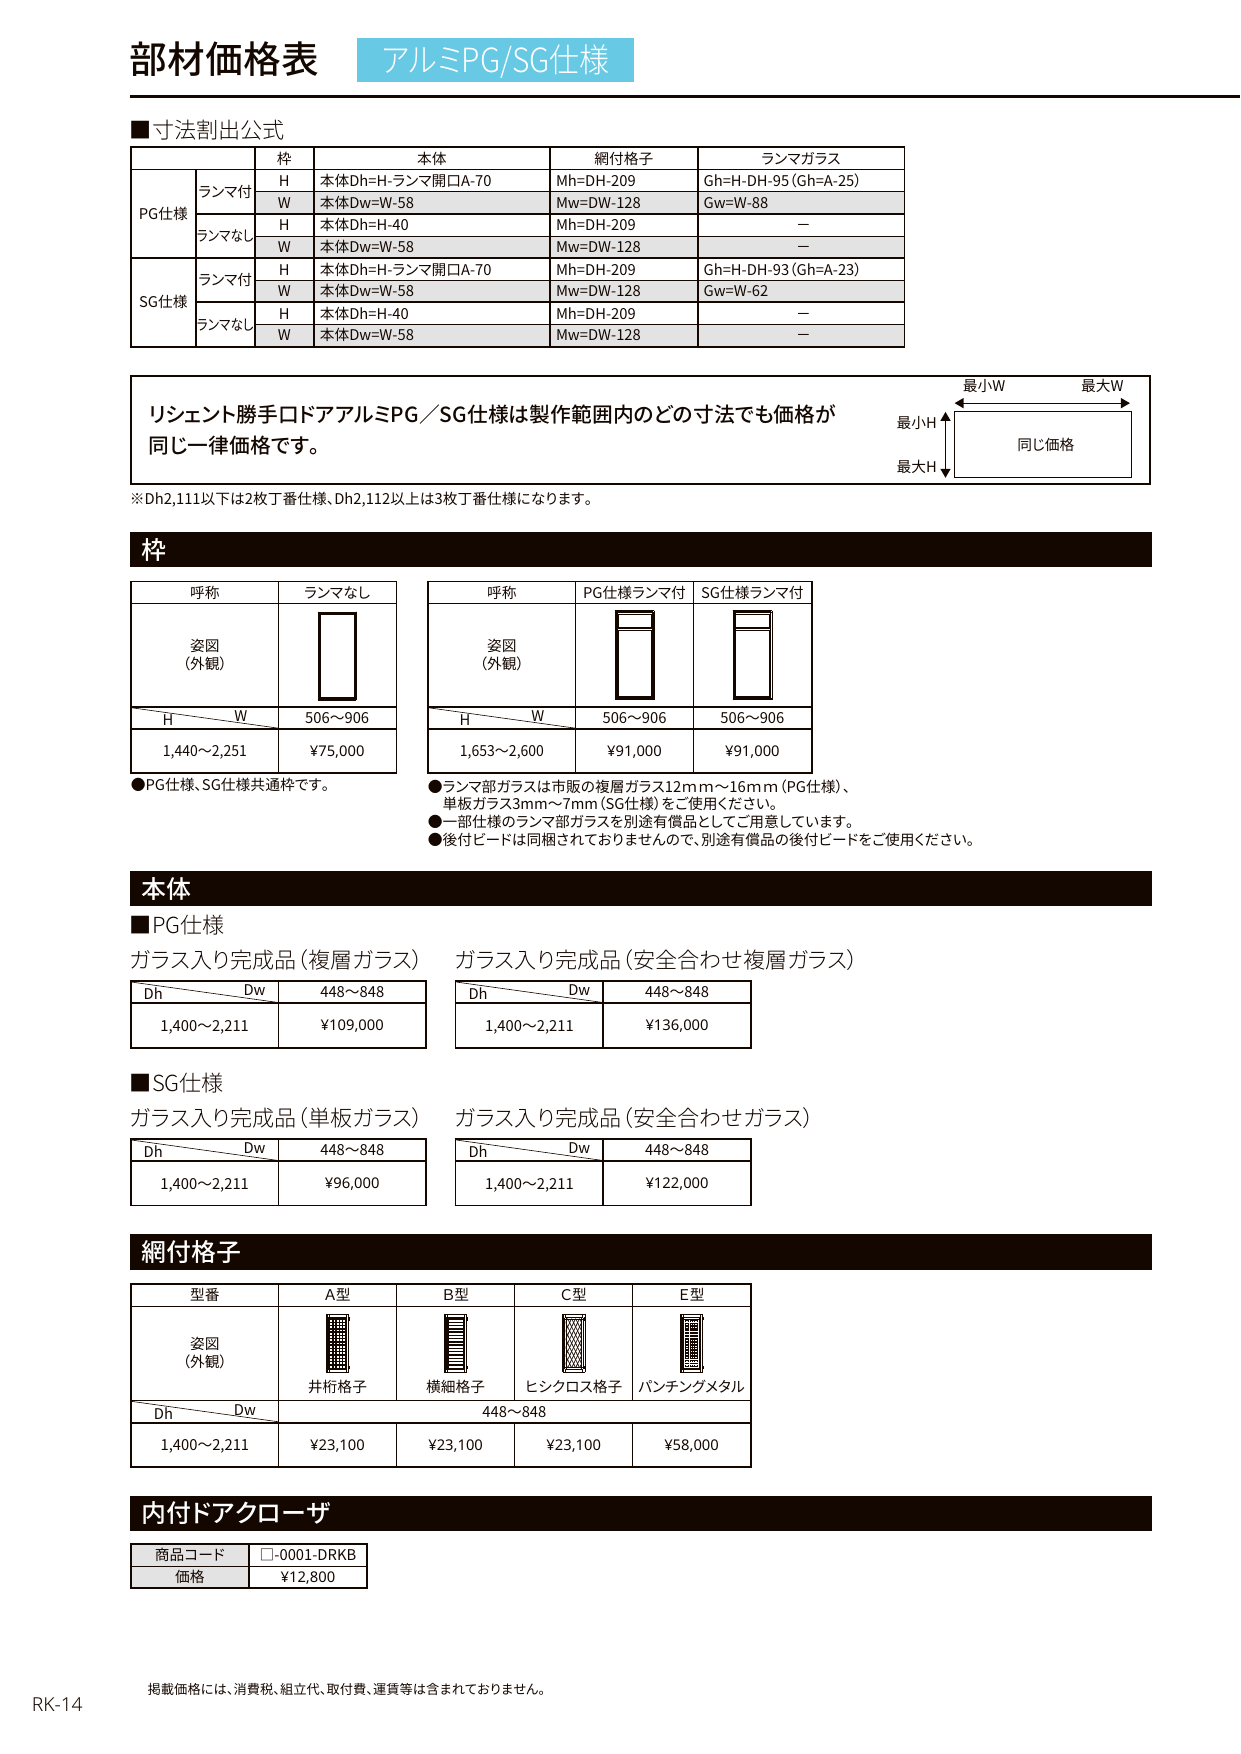 部材価格表 アルミPG/SG仕様
■寸法割出公式
枠 本体 網付格子 ランマガラス
PG仕様 ランマ付 H 本体Dh=H-ランマ開口A-70 Mh=DH-209 Gh=H-DH-95（Gh=A-25）
W 本体Dw=W-58 Mw=DW-128 Gw=W-88
ランマなし H 本体Dh=H-40 Mh=DH-209 －
W 本体Dw=W-58 Mw=DW-128 －
SG仕様 ランマ付 H 本体Dh=H-ランマ開口A-70 Mh=DH-209 Gh=H-DH-93（Gh=A-23）
W 本体Dw=W-58 Mw=DW-128 Gw=W-62
ランマなし H 本体Dh=H-40 Mh=DH-209 －
W 本体Dw=W-58 Mw=DW-128 －
リシェント勝手口ドアアルミPG／SG仕様は製作範囲内のどの寸法でも価格が
同じ一律価格です。
最小W 最大W
最小H
同じ価格
最大H
※Dh2,111以下は2枚丁番仕様、Dh2,112以上は3枚丁番仕様になります。
枠
呼称 ランマなし
姿図
（外観）
H W 506～906
1,440～2,251 ¥75,000
●PG仕様、SG仕様共通枠です。
呼称 PG仕様ランマ付 SG仕様ランマ付
姿図
（外観）
H W 506～906 506～906
1,653～2,600 ¥91,000 ¥91,000
●ランマ部ガラスは市販の複層ガラス12ｍｍ～16ｍｍ（PG仕様）、
単板ガラス3mm～7mm（SG仕様）をご使用ください。
●一部仕様のランマ部ガラスを別途有償品としてご用意しています。
●後付ビードは同梱されておりませんので、別途有償品の後付ビードをご使用ください。
本体
■PG仕様
ガラス入り完成品（複層ガラス）
Dh Dw 448～848
1,400～2,211 ¥109,000
ガラス入り完成品（安全合わせ複層ガラス）
Dh Dw 448～848
1,400～2,211 ¥136,000
■SG仕様
ガラス入り完成品（単板ガラス）
Dh Dw 448～848
1,400～2,211 ¥96,000
ガラス入り完成品（安全合わせガラス）
Dh Dw 448～848
1,400～2,211 ¥122,000
網付格子
型番 A型 B型 C型 E型
姿図
（外観）
井桁格子 横細格子 ヒシクロス格子 パンチングメタル
Dh Dw 448～848
1,400～2,211 ¥23,100 ¥23,100 ¥23,100 ¥58,000
内付ドアクローザ
商品コード □-0001-DRKB
価格 ¥12,800
掲載価格には、消費税、組立代、取付費、運賃等は含まれておりません。
RK-14